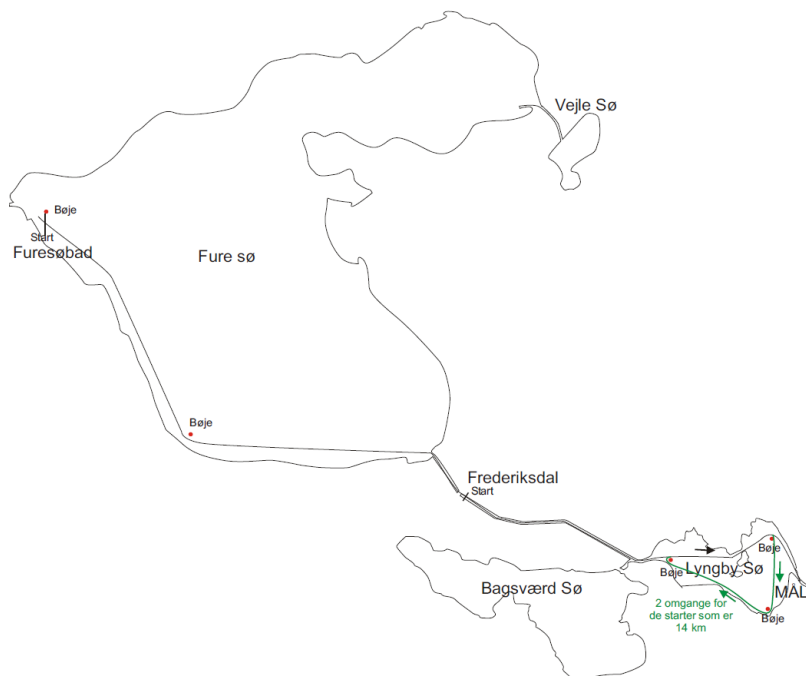 Vejle Sø
Bøje
Start
Furesøbad
Fure sø
Bøje
Frederiksdal
Start
Bøje
Lyngby Sø
Bøje
Bagsværd Sø
MÅL
2 omgange for
de starter som er
14 km
Bøje